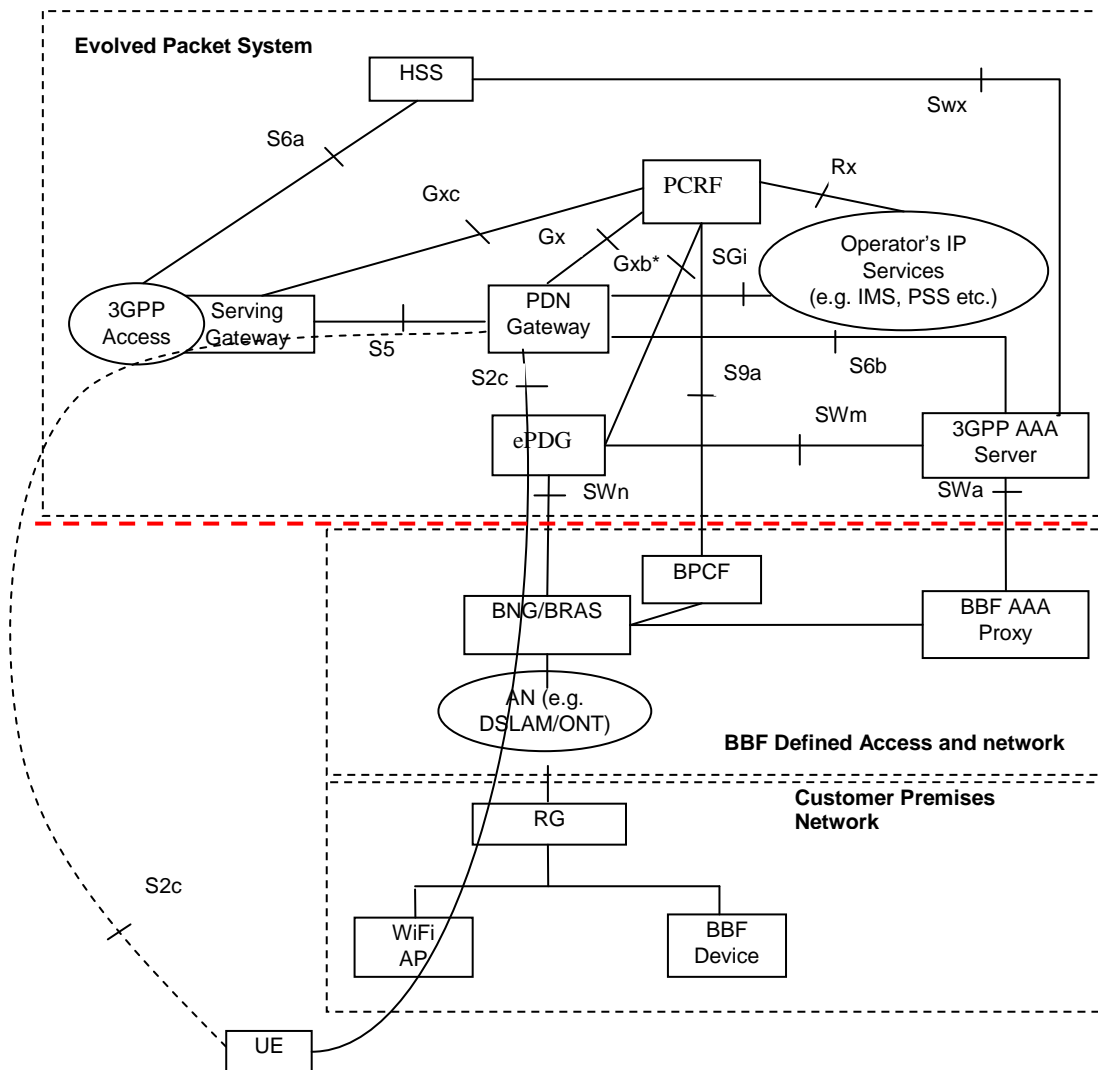 Evolved Packet System
HSS
Swx
S6a
PCRF
Rx
Gxc
Gx
Gxb*
SGi
Operator's IP
Services
(e.g. IMS, PSS etc.)
3GPP
Access
Serving
Gateway
PDN
Gateway
S5
S6b
S2c
S9a
ePDG
SWm
3GPP AAA
Server
SWn
SWa
BPCF
BNG/BRAS
BBF AAA
Proxy
AN (e.g.
DSLAM/ONT)
BBF Defined Access and network
Customer Premises
Network
RG
S2c
WiFi
AP
BBF
Device
UE